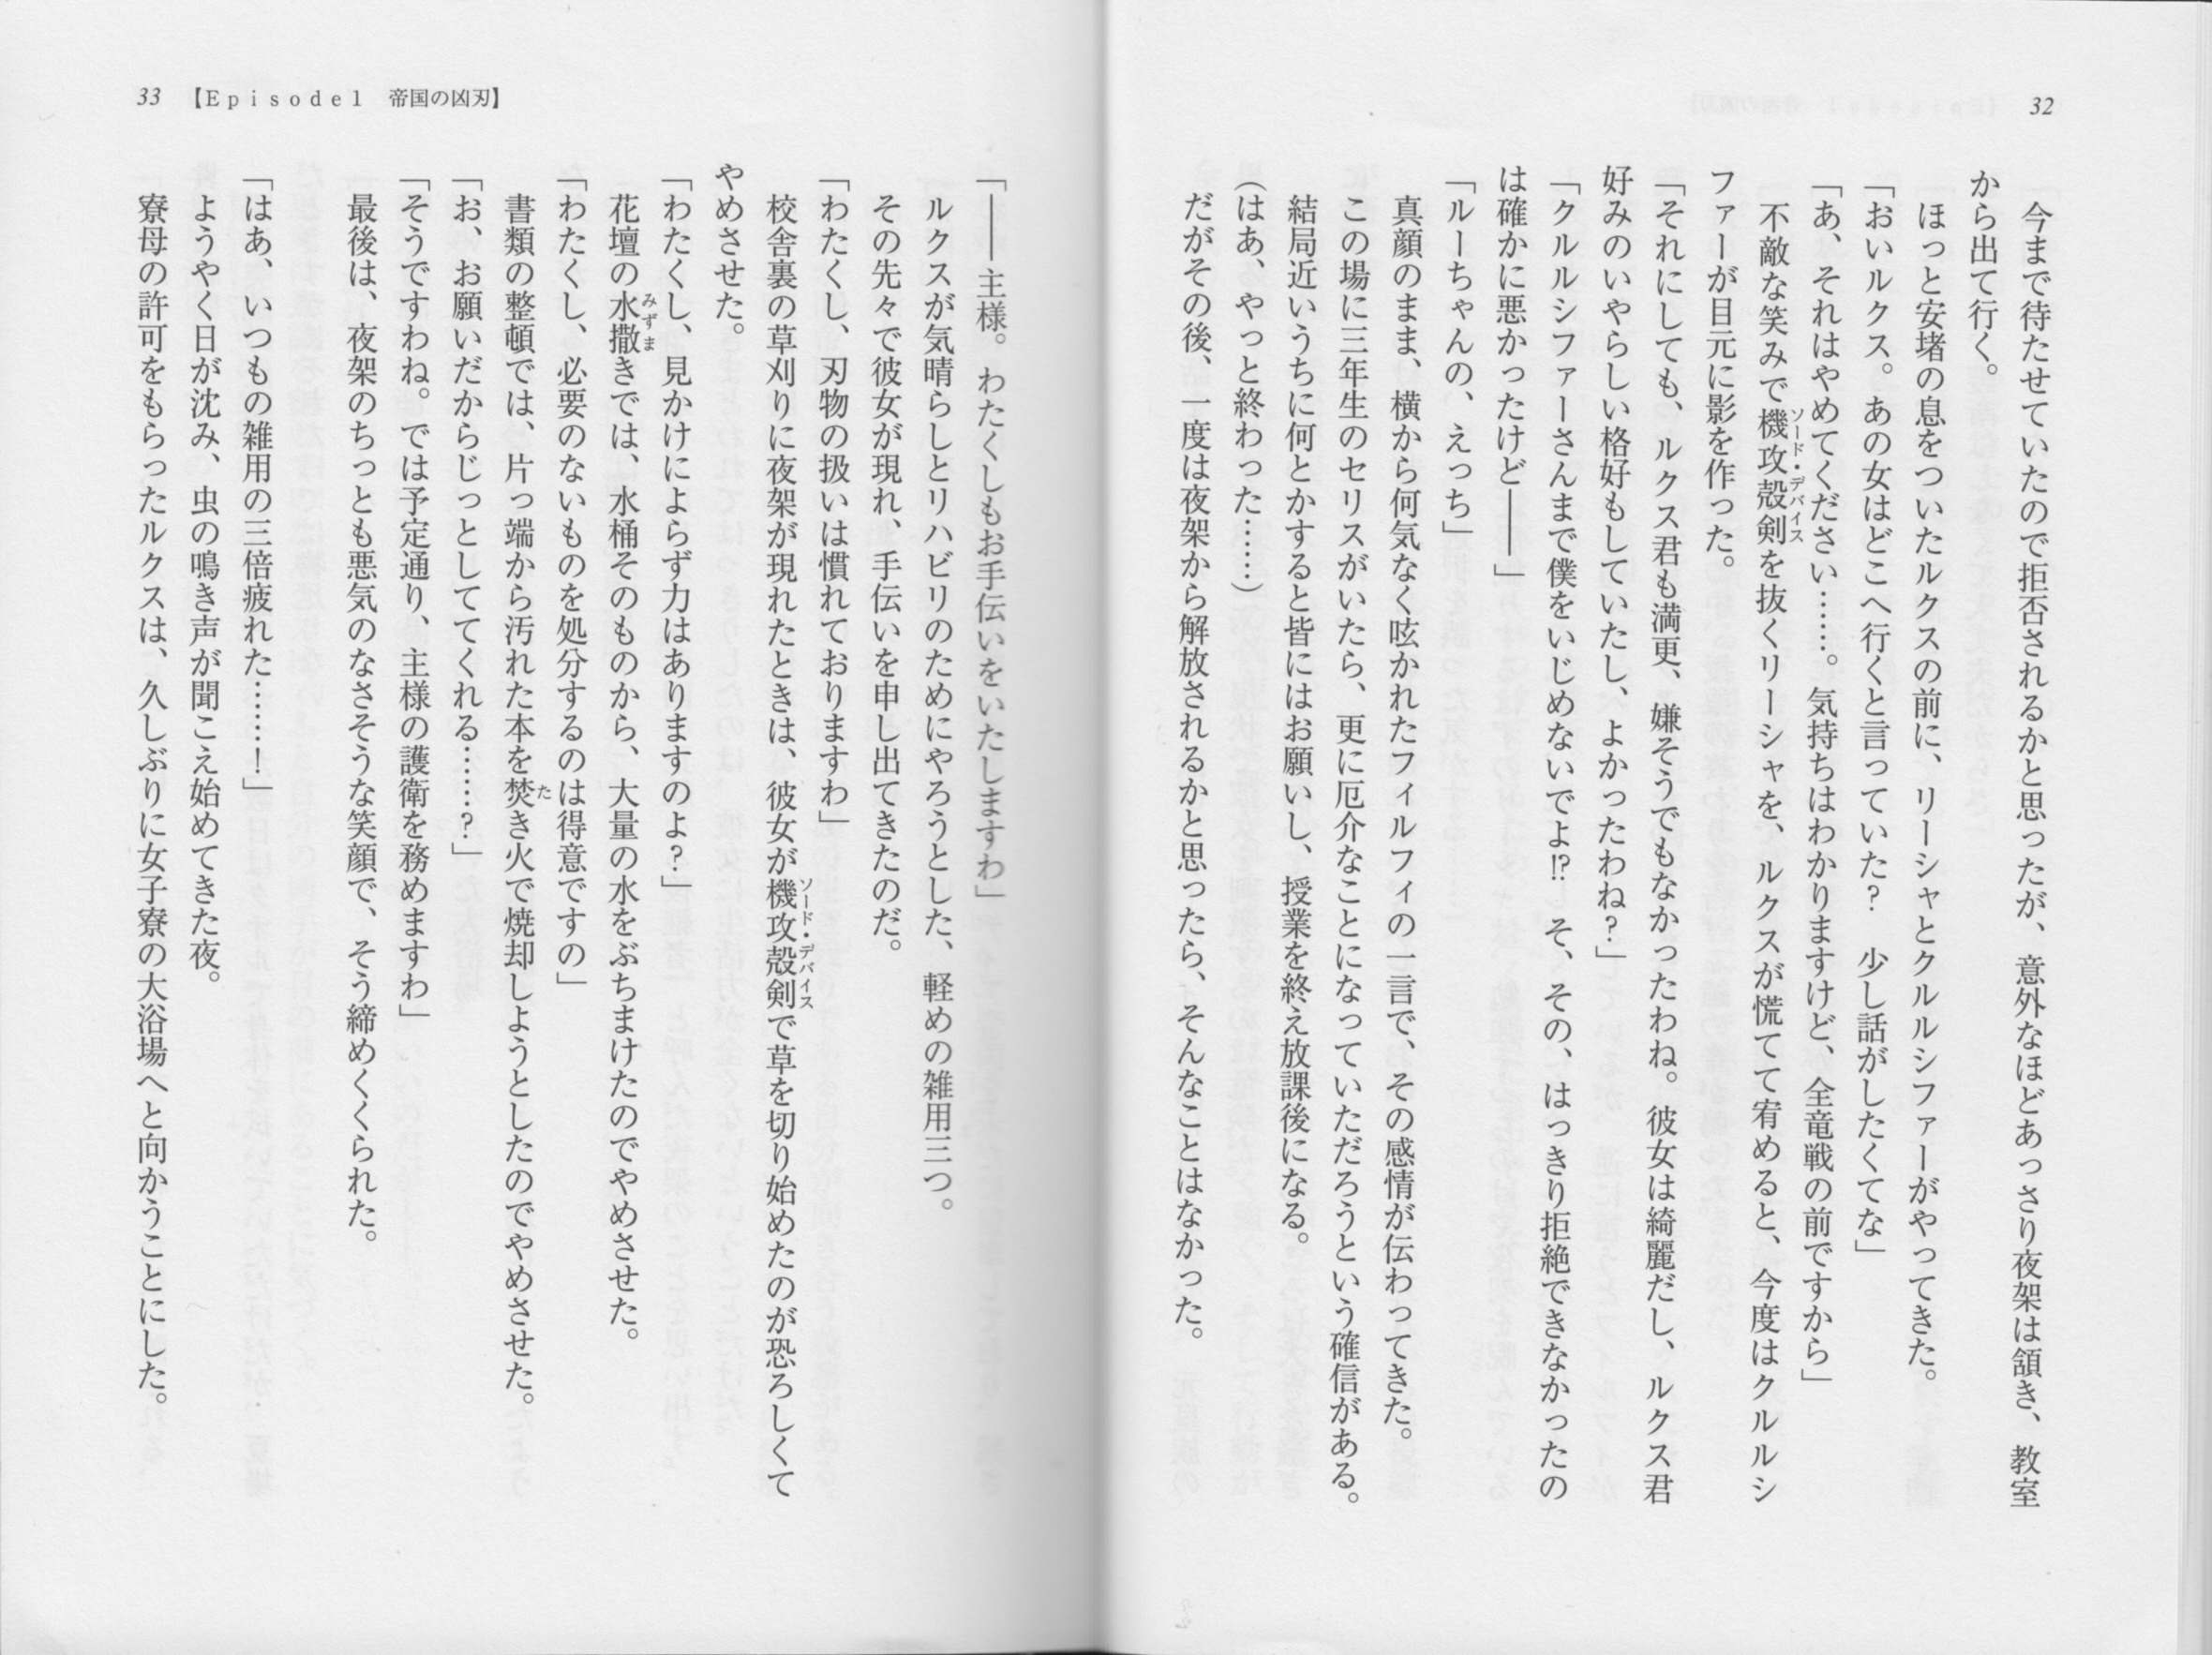 32
今まで待たせていたので拒否されるかと思ったが、意外なほどあっさり夜架は頷き、教室
から出て行く。
ほっと安堵の息をついたルクスの前に、リーシャとクルルシファーがやってきた。
「おいルクス。あの女はどこへ行くと言っていた？　少し話がしたくてな」
「あ、それはやめてください……。気持ちはわかりますけど、全竜戦の前ですから」
不敵な笑みで機攻殻剣を抜くリーシャを、ルクスが慌てて宥めると、今度はクルルシ
ソード・デバイス
ファーが目元に影を作った。
「それにしても、ルクス君も満更、嫌そうでもなかったわね。彼女は綺麗だし、ルクス君
好みのいやらしい格好もしていたし、よかったわね？」
「クルルシファーさんまで僕をいじめないでよ!?　そ、その、はっきり拒絶できなかったの
は確かに悪かったけど――」
「ルーちゃんの、えっち」
真顔のまま、横から何気なく呟かれたフィルフィの一言で、その感情が伝わってきた。
この場に三年生のセリスがいたら、更に厄介なことになっていただろうという確信がある。
結局近いうちに何とかすると皆にはお願いし、授業を終え放課後になる。
（はあ、やっと終わった……）
だがその後、一度は夜架から解放されるかと思ったら、そんなことはなかった。
33　【Episode1　帝国の凶刃】
「――主様。わたくしもお手伝いをいたしますわ」
ルクスが気晴らしとリハビリのためにやろうとした、軽めの雑用三つ。
その先々で彼女が現れ、手伝いを申し出てきたのだ。
「わたくし、刃物の扱いは慣れておりますわ」
校舎裏の草刈りに夜架が現れたときは、彼女が機攻殻剣で草を切り始めたのが恐ろしくて
ソード・デバイス
やめさせた。
「わたくし、見かけによらず力はありますのよ？」
花壇の水撒きでは、水桶そのものから、大量の水をぶちまけたのでやめさせた。
みずま
「わたくし、必要のないものを処分するのは得意ですの」
書類の整頓では、片っ端から汚れた本を焚き火で焼却しようとしたのでやめさせた。
た
「お、お願いだからじっとしてくれる……？」
「そうですわね。では予定通り、主様の護衛を務めますわ」
最後は、夜架のちっとも悪気のなさそうな笑顔で、そう締めくくられた。
「はあ、いつもの雑用の三倍疲れた……！」
ようやく日が沈み、虫の鳴き声が聞こえ始めてきた夜。
寮母の許可をもらったルクスは、久しぶりに女子寮の大浴場へと向かうことにした。